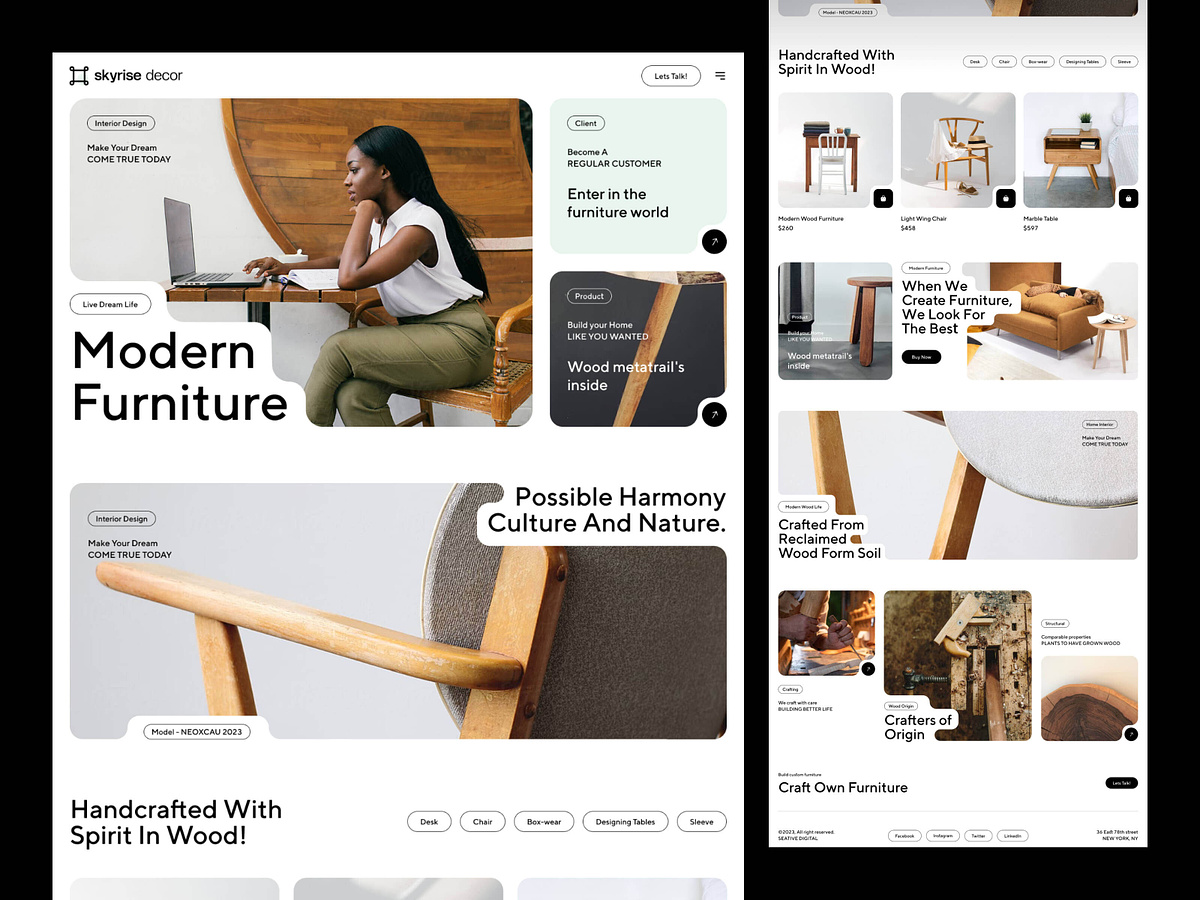 skyrise decor
Lets Talk!
Interior Design
Make Your Dream
COME TRUE TODAY
Live Dream Life
Modern
Furniture
Client
Become A
REGULAR CUSTOMER
Enter in the
furniture world
Product
Build your Home
LIKE YOU WANTED
Wood metatrail's
inside
Possible Harmony
Culture And Nature.
Interior Design
Make Your Dream
COME TRUE TODAY
Model - NEOXCAU 2023
Handcrafted With
Spirit In Wood!
Desk
Chair
Box-wear
Designing Tables
Sleeve
Model - NEOXCAU 2023
Handcrafted With
Spirit In Wood!
Desk
Chair
Box-wear
Designing Tables
Sleeve
Modern Wood Furniture
$260
Light Wing Chair
$458
Marble Table
$597
Product
Build your Home
LIKE YOU WANTED
Wood metatrail's
inside
Modern Furniture
When We
Create Furniture,
We Look For
The Best
Buy Now
Home Interior
Make Your Dream
COME TRUE TODAY
Modern Wood Life
Crafted From
Reclaimed
Wood Form Soil
Crafting
We craft with care
BUILDING BETTER LIFE
Wood Origin
Crafters of
Origin
Structural
Comparable properties
PLANTS TO HAVE GROWN WOOD
Build custom furniture
Craft Own Furniture
Lets Talk!
©2023, All right reserved.
SEATIVE DIGITAL
Facebook
Instagram
Twitter
LinkedIn
36 East 78th street
NEW YORK, NY